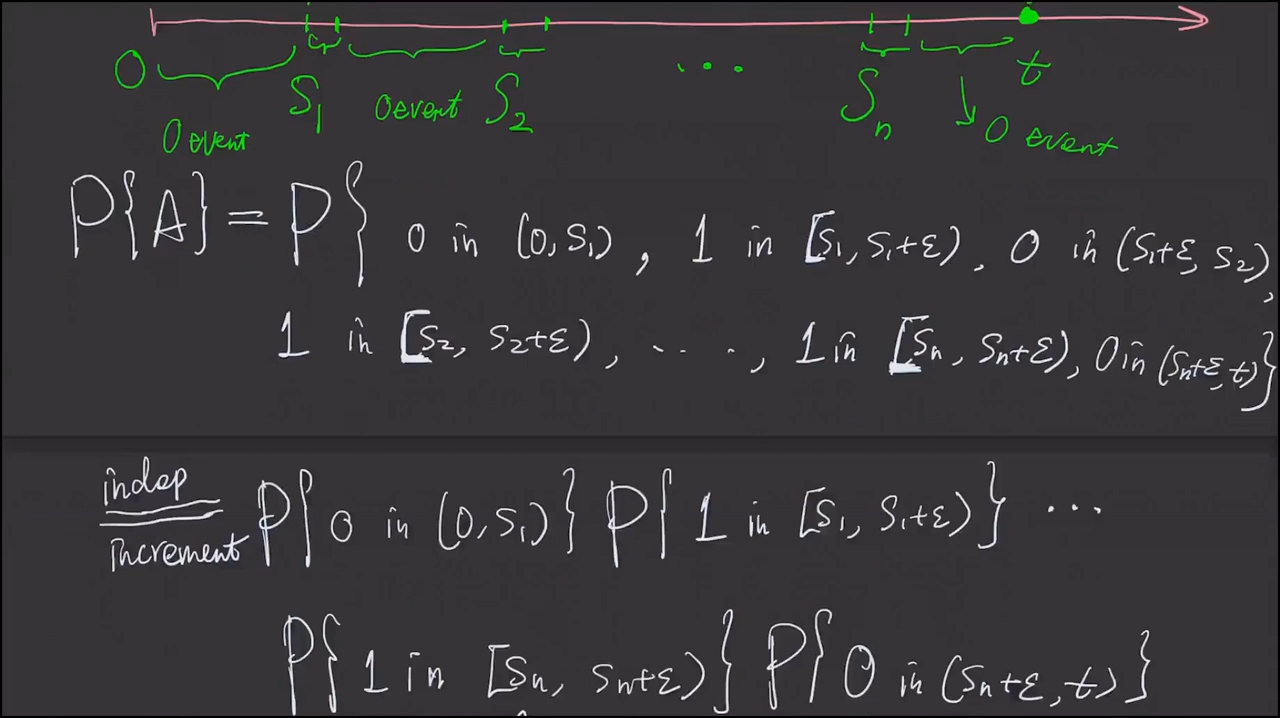 0 S₁ S₂ ... Sₙ t
0 event 0 event 0 event
P{A} = P{ 0 in (0, S₁), 1 in [S₁, S₁+ε), 0 in (S₁+ε, S₂),
1 in [S₂, S₂+ε), ..., 1 in [Sₙ, Sₙ+ε), 0 in (Sₙ+ε, t)}
indep
increment
= P{ 0 in (0, S₁)} P{ 1 in [S₁, S₁+ε)} ...
P{ 1 in [Sₙ, Sₙ+ε)} P{ 0 in (Sₙ+ε, t)}